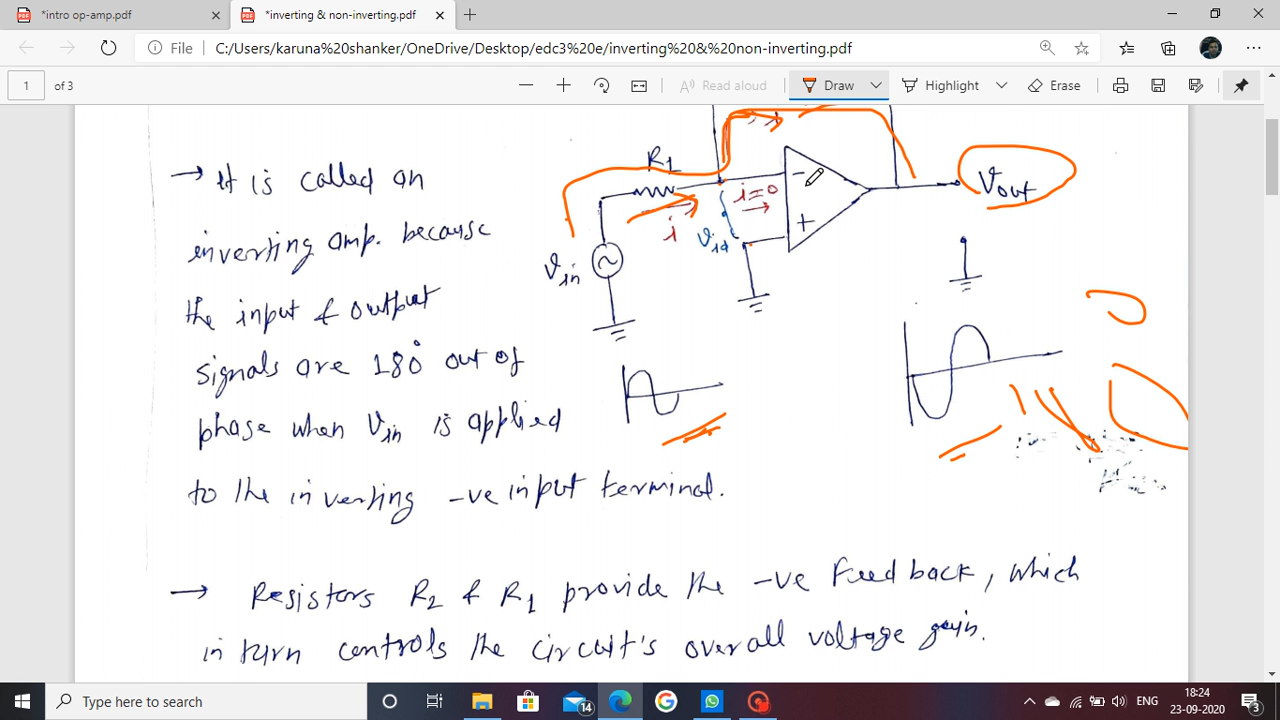 *intro op-amp.pdf
*inverting & non-inverting.pdf
File C:/Users/karuna%20shanker/OneDrive/Desktop/edc3%20e/inverting%20&%20non-inverting.pdf
1 of 3
Read aloud
Draw
Highlight
Erase
R1
Vout
i=0
i
Vid
Vin
- 
+
→ It is called an
inverting amp. because
the input & output
signals are 180° out of
phase when Vin is applied
to the inverting -ve input terminal.
→ Resistors R2 & R1 provide the -ve feedback, which
in turn controls the circuit's overall voltage gain.
Type here to search
14
ENG
18:24
23-09-2020
3